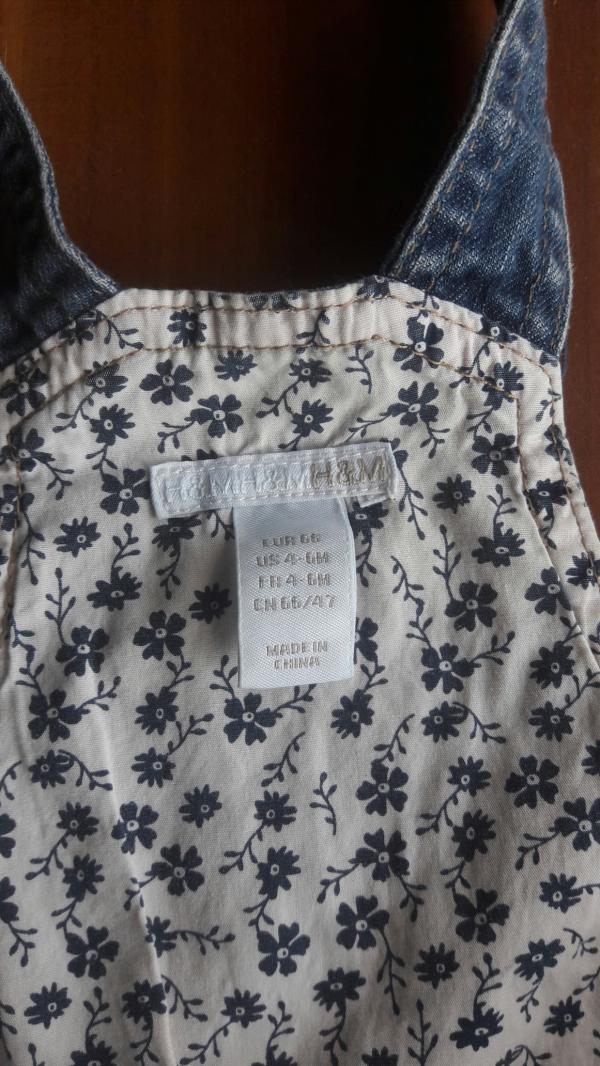 H&MH&MH&M
EUR 66
US 4-6M
FR 4-6M
CN 66/47
MADE IN
CHINA